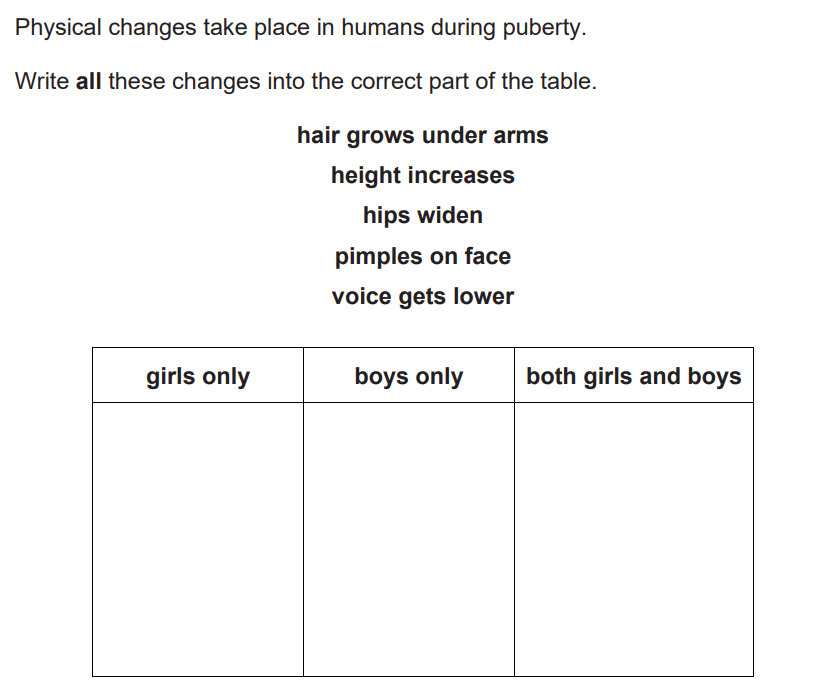 Physical changes take place in humans during puberty.
Write all these changes into the correct part of the table.
hair grows under arms
height increases
hips widen
pimples on face
voice gets lower
girls only
boys only
both girls and boys